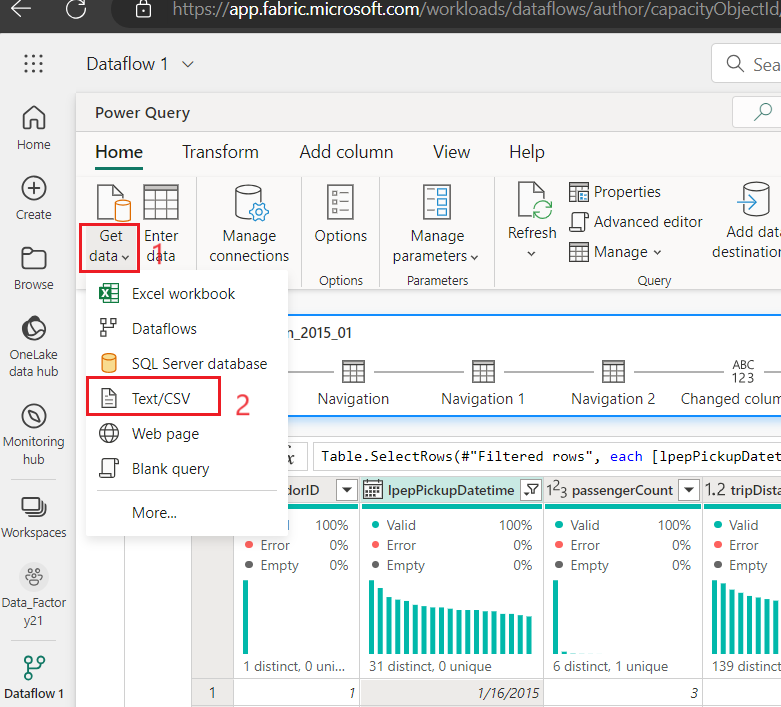 https://app.fabric.microsoft.com/workloads/dataflows/author/capacityObjectId/
Dataflow 1
Sea
Power Query
Home
Transform
Add column
View
Help
Home
Create
Browse
OneLake
data hub
Monitoring
hub
Workspaces
Data_Factor
y21
Dataflow 1
Get
data
1
Enter
data
Manage
connections
Options
Options
Manage
parameters
Parameters
Refresh
Properties
Advanced editor
Manage
Add dat
destination
Query
Excel workbook
Dataflows
SQL Server database
Text/CSV
2
Web page
Blank query
More...
n_2015_01
Navigation
Navigation 1
Navigation 2
ABC
123
Changed colum
Table.SelectRows(#"Filtered rows", each [lpepPickupDatet
dorID
lpepPickupDatetime
1²3 passengerCount
1.2 tripDista
100%
Error 0%
Empty 0%
1 distinct, 0 uni...
Valid 100%
Error 0%
Empty 0%
31 distinct, 0 unique
Valid 100%
Error 0%
Empty 0%
6 distinct, 1 unique
Valid
Error
Empty
139 distinct
1 1 1/16/2015 3